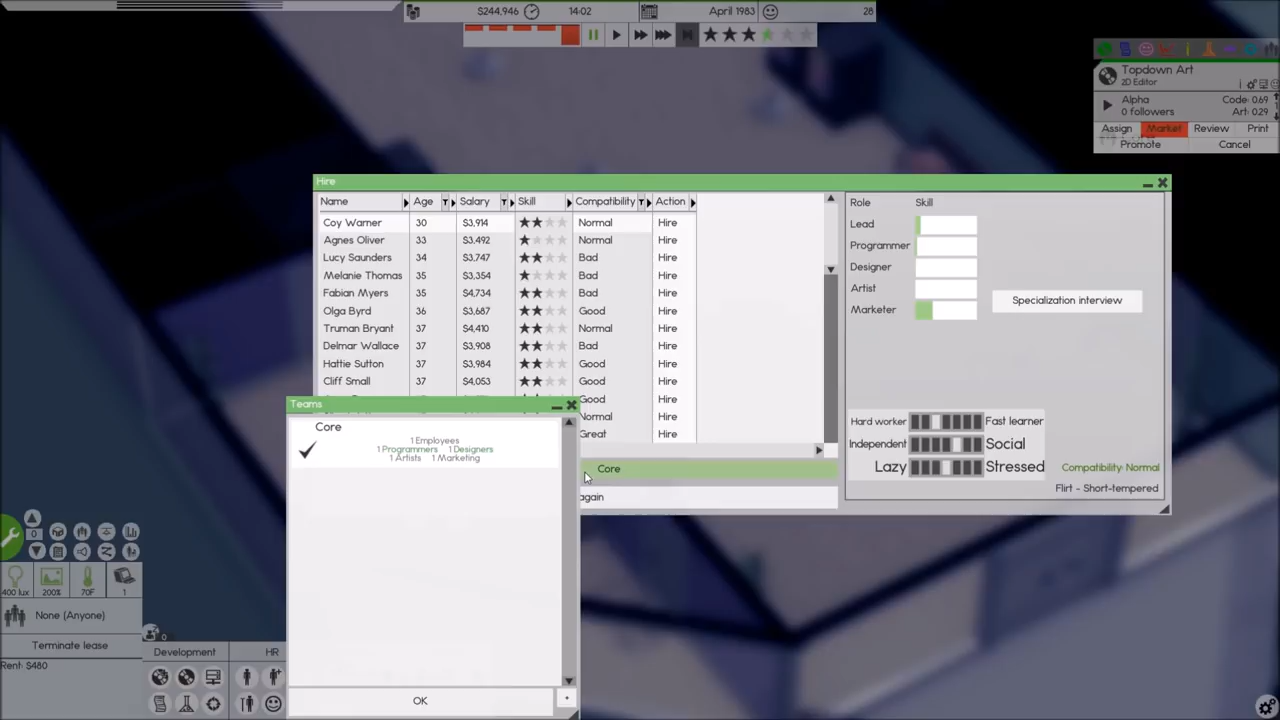 $244,946 14:02 April 1983 28
Topdown Art
2D Editor
Alpha Code: 0.69
0 followers Art: 0.29
Assign Market Review Print
Promote Cancel
Hire
Name Age Salary Skill Compatibility Action
Coy Warner 30 $3,914 Normal Hire
Agnes Oliver 33 $3,492 Normal Hire
Lucy Saunders 34 $3,747 Bad Hire
Melanie Thomas 35 $3,354 Bad Hire
Fabian Myers 35 $4,734 Bad Hire
Olga Byrd 36 $3,687 Good Hire
Truman Bryant 37 $4,410 Normal Hire
Delmar Wallace 37 $3,908 Bad Hire
Hattie Sutton 37 $3,984 Good Hire
Cliff Small 37 $4,053 Good Hire
Good Hire
Normal Hire
Great Hire
Core
again
Role Skill
Lead
Programmer
Designer
Artist
Marketer
Specialization interview
Hard worker Fast learner
Independent Social
Lazy Stressed
Compatibility: Normal
Flirt - Short-tempered
Teams
Core
1 Employees
1 Programmers 1 Designers
1 Artists 1 Marketing
OK
0
400 lux 200% 70F 1
None (Anyone)
Terminate lease
Rent: $480
0
Development HR